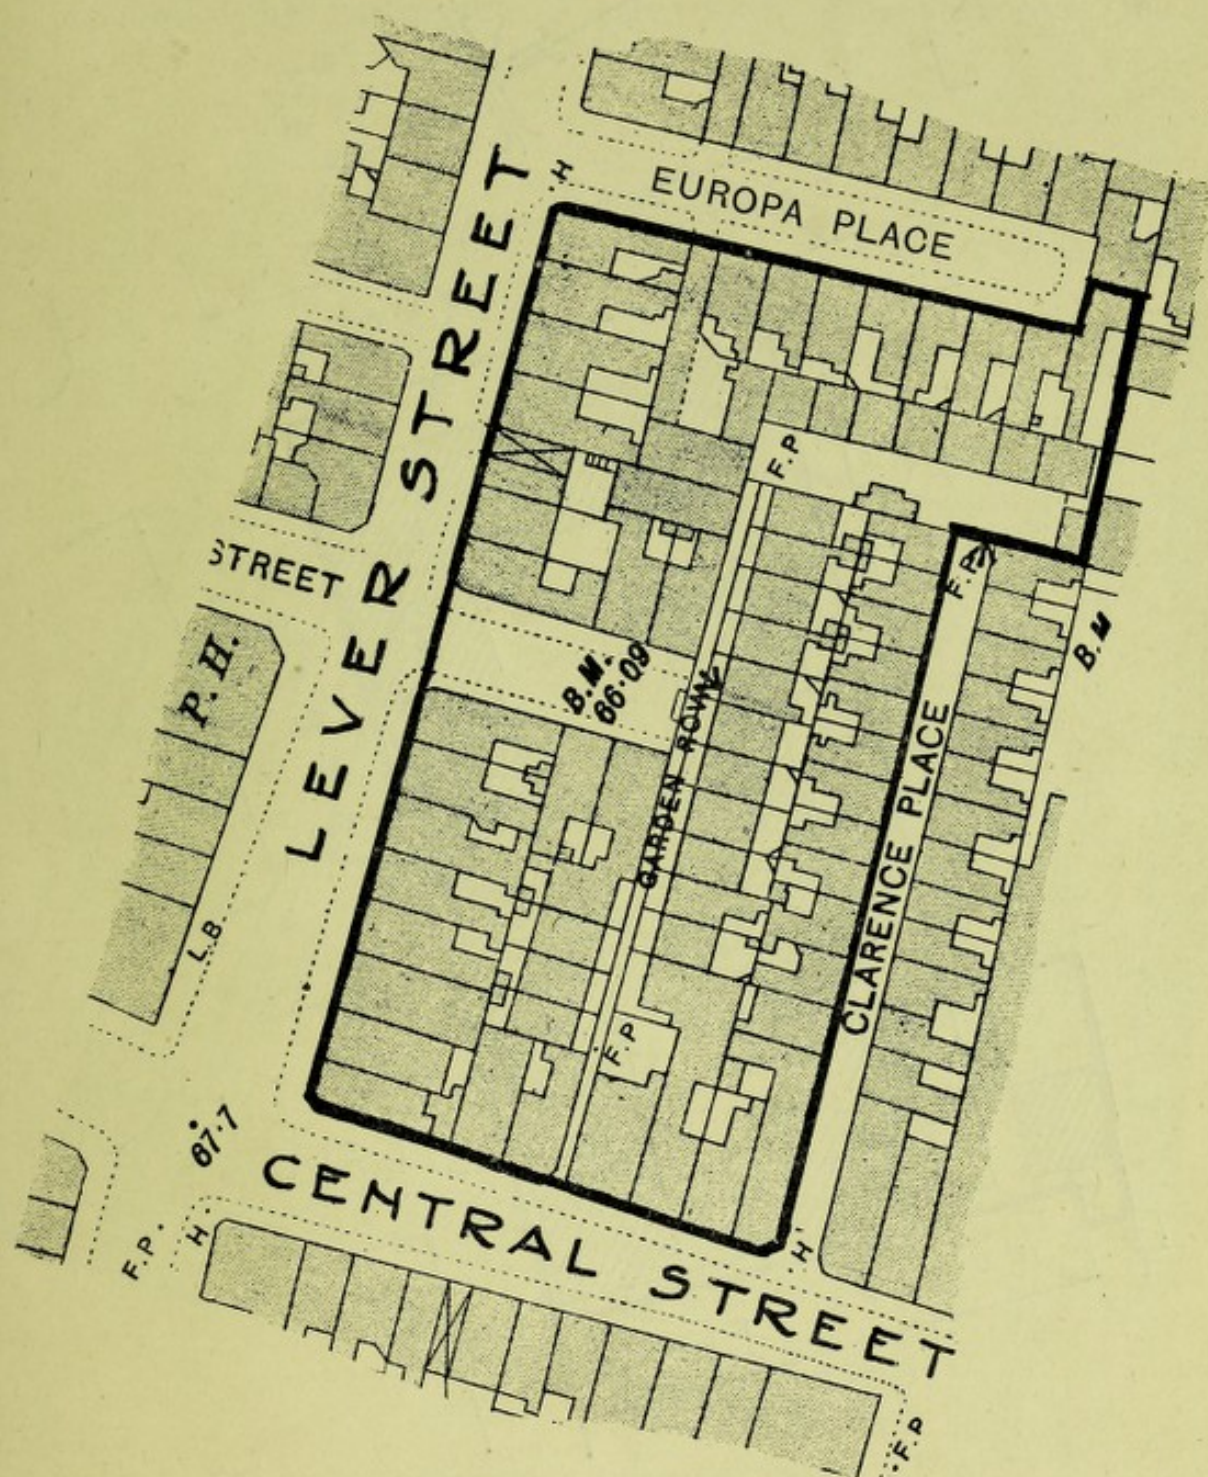 EUROPA PLACE
H
LEVER STREET
F.P
F.P.
STREET
B.M
P. H.
B.M.
66·09
GARDEN ROW
CLARENCE PLACE
L.B.
F.P
67·7
CENTRAL STREET
H
H
F.P.
F.P